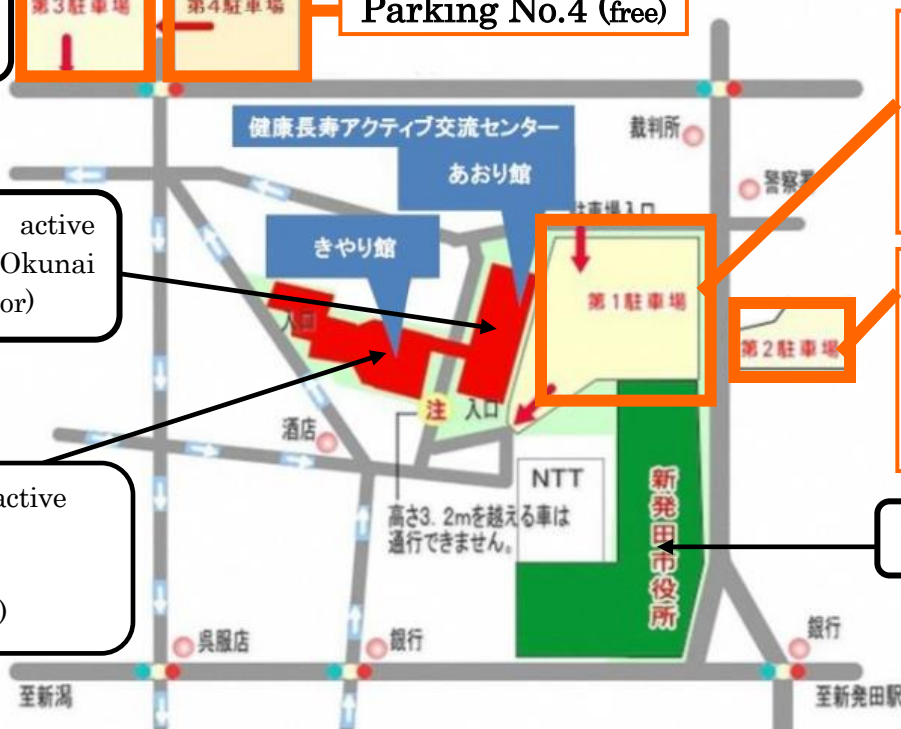 第3駐車場
第4駐車場
Parking No.4 (free)
健康長寿アクティブ交流センター
あおり館
裁判所
警察署
active
Okunai
or)
きやり館
駐車場入口
第1駐車場
第2駐車場
入口
注
入口
酒店
NTT
高さ3.2mを越える車は
通行できません。
新発田市役所
active
)
呉服店
銀行
銀行
至新潟
至新発田駅